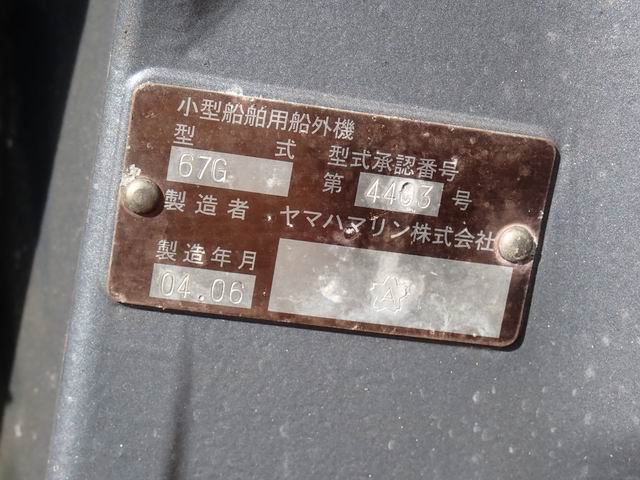 小型船舶用船外機
型式 型式承認番号
67G 第 4493 号
製造者 ヤマハマリン株式会社
製造年月
04.06
A